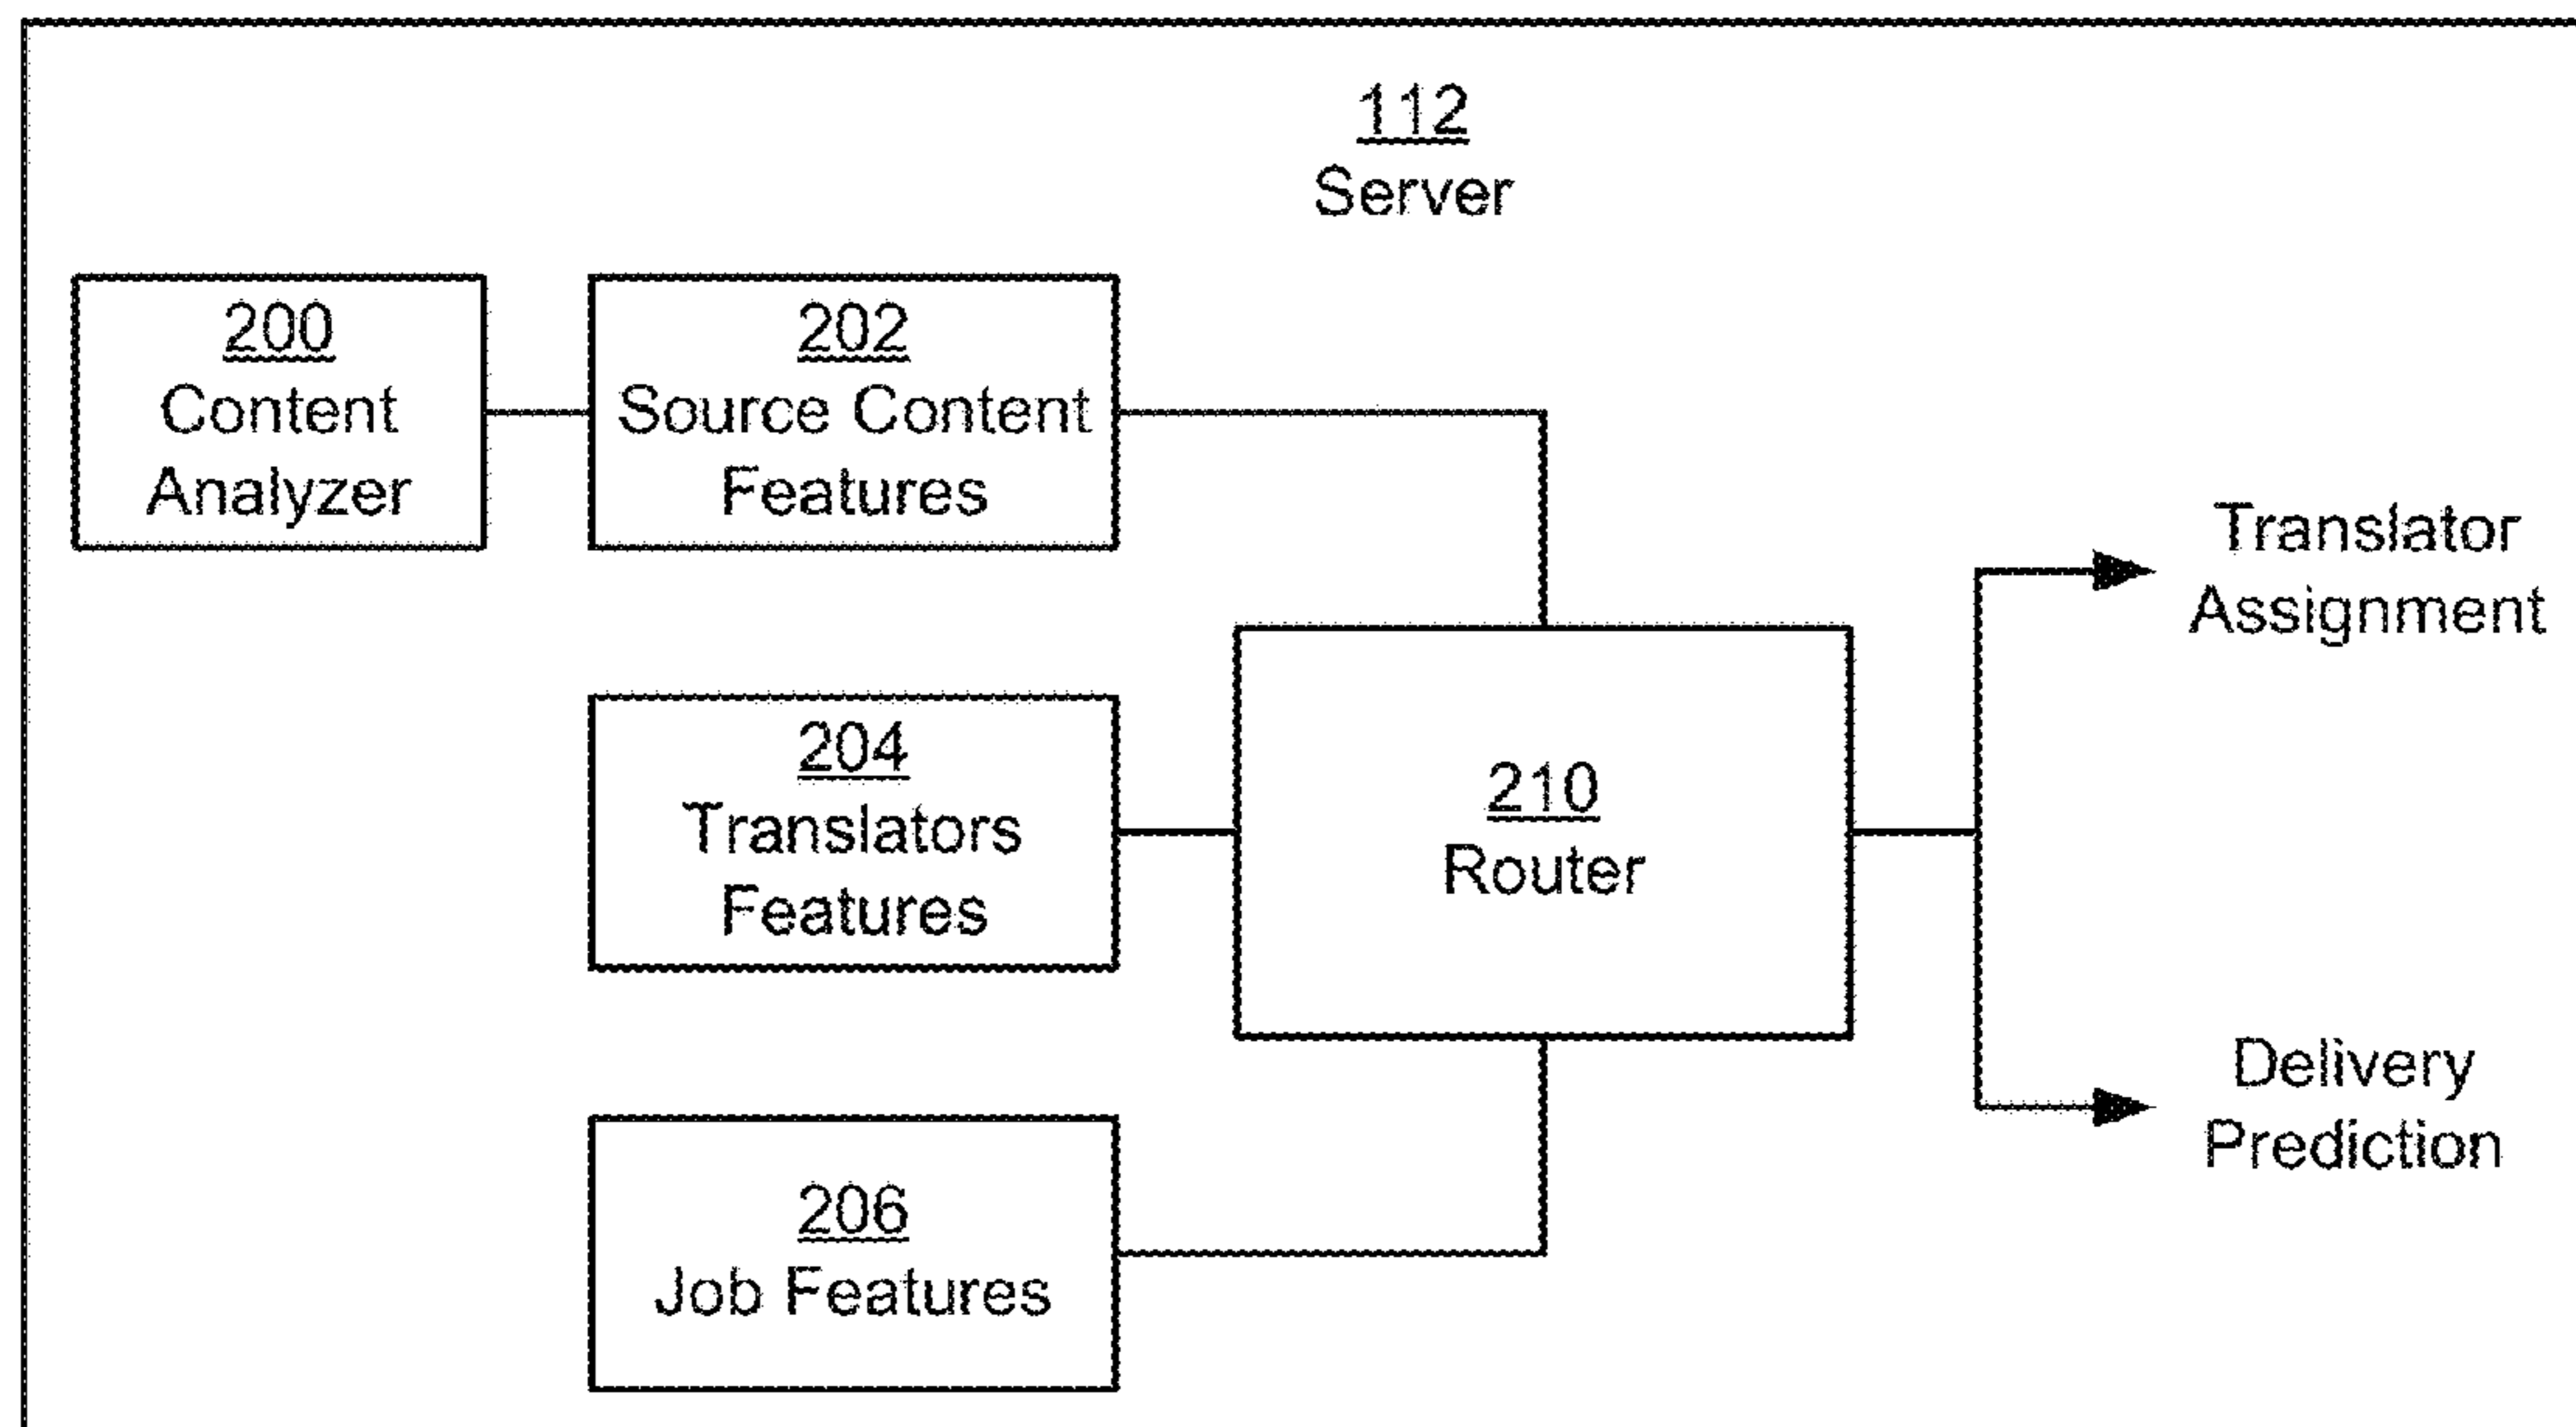 112
Server
200
Content
Analyzer
202
Source Content
Features
204
Translators
Features
206
Job Features
210
Router
Translator
Assignment
Delivery
Prediction